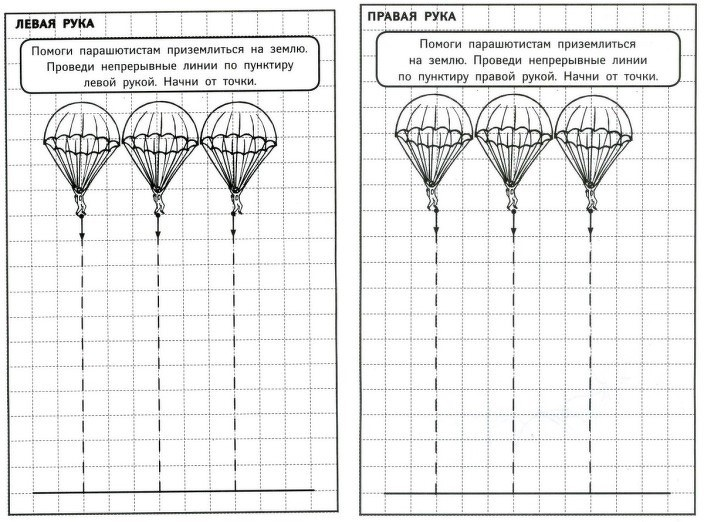 ЛЕВАЯ РУКА
Помоги парашютистам приземлиться на землю.
Проведи непрерывные линии по пунктиру
левой рукой. Начни от точки.
ПРАВАЯ РУКА
Помоги парашютистам приземлиться
на землю. Проведи непрерывные линии
по пунктиру правой рукой. Начни от точки.